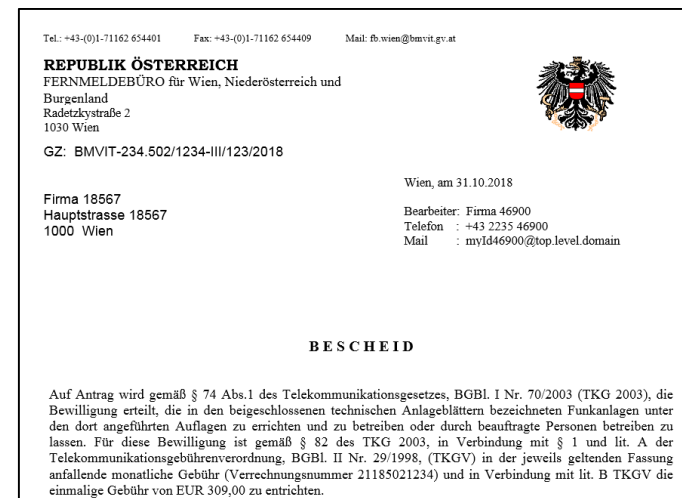 Tel.: +43-(0)1-71162 654401 Fax: +43-(0)1-71162 654409 Mail: fb.wien@bmvit.gv.at
REPUBLIK ÖSTERREICH
FERNMELDEBÜRO für Wien, Niederösterreich und
Burgenland
Radetzkystraße 2
1030 Wien
GZ: BMVIT-234.502/1234-III/123/2018
Wien, am 31.10.2018
Firma 18567
Hauptstrasse 18567
1000 Wien
Bearbeiter: Firma 46900
Telefon : +43 2235 46900
Mail : myId46900@top.level.domain
BESCHEID
Auf Antrag wird gemäß § 74 Abs.1 des Telekommunikationsgesetzes, BGBl. I Nr. 70/2003 (TKG 2003), die
Bewilligung erteilt, die in den beigeschlossenen technischen Anlageblättern bezeichneten Funkanlagen unter
den dort angeführten Auflagen zu errichten und zu betreiben oder durch beauftragte Personen betreiben zu
lassen. Für diese Bewilligung ist gemäß § 82 des TKG 2003, in Verbindung mit § 1 und lit. A der
Telekommunikationsgebührenverordnung, BGBl. II Nr. 29/1998, (TKGV) in der jeweils geltenden Fassung
anfallende monatliche Gebühr (Verrechnungsnummer 21185021234) und in Verbindung mit lit. B TKGV die
einmalige Gebühr von EUR 309,00 zu entrichten.